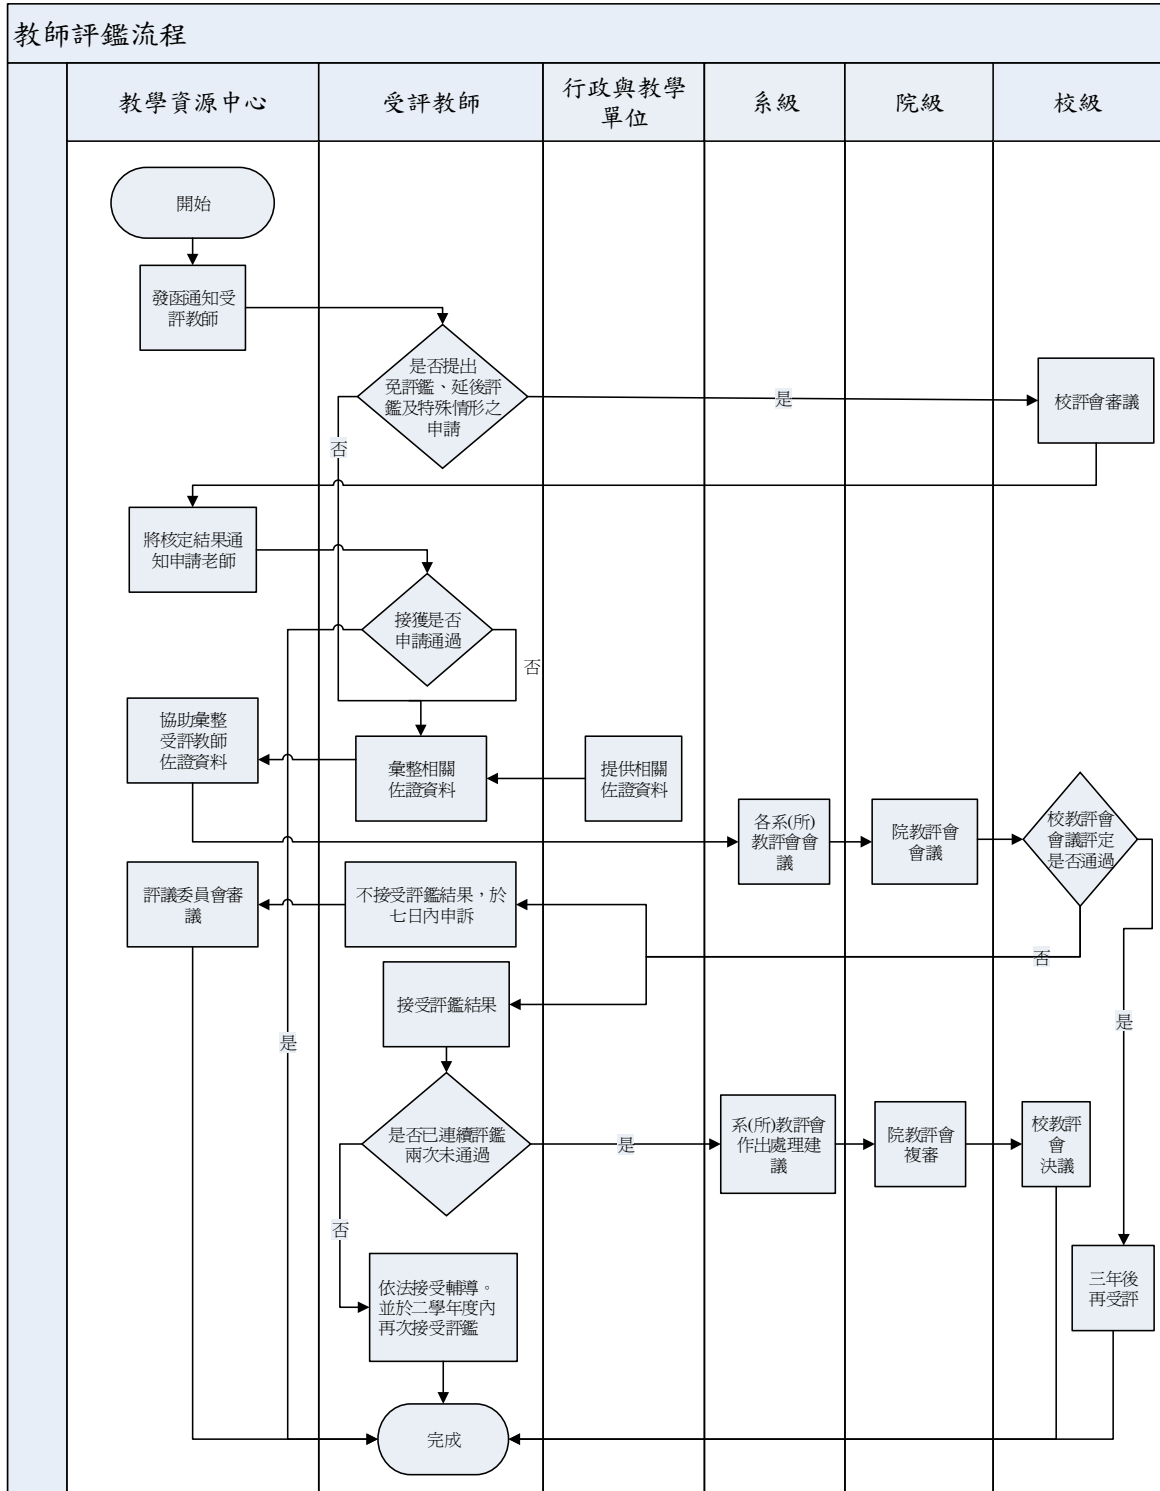 教師評鑑流程
教學資源中心
受評教師
行政與教學
單位
系級
院級
校級
開始
發函通知受
評教師
是否提出
免評鑑、延後評
鑑及特殊情形之
申請
是
校評會審議
否
將核定結果通
知申請老師
接獲是否
申請通過
否
協助彙整
受評教師
佐證資料
彙整相關
佐證資料
提供相關
佐證資料
各系(所)
教評會會
議
院教評會
會議
校教評會
會議評定
是否通過
評議委員會審
議
不接受評鑑結果，於
七日內申訴
否
接受評鑑結果
是
是
是否已連續評鑑
兩次未通過
是
系(所)教評會
作出處理建
議
院教評會
複審
校教評
會
決議
否
依法接受輔導。
並於二學年度內
再次接受評鑑
三年後
再受評
完成